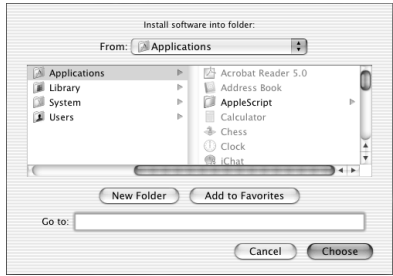 Install software into folder:
From: Applications
Applications
Library
System
Users
Acrobat Reader 5.0
Address Book
AppleScript
Calculator
Chess
Clock
iChat
New Folder Add to Favorites
Go to:
Cancel Choose